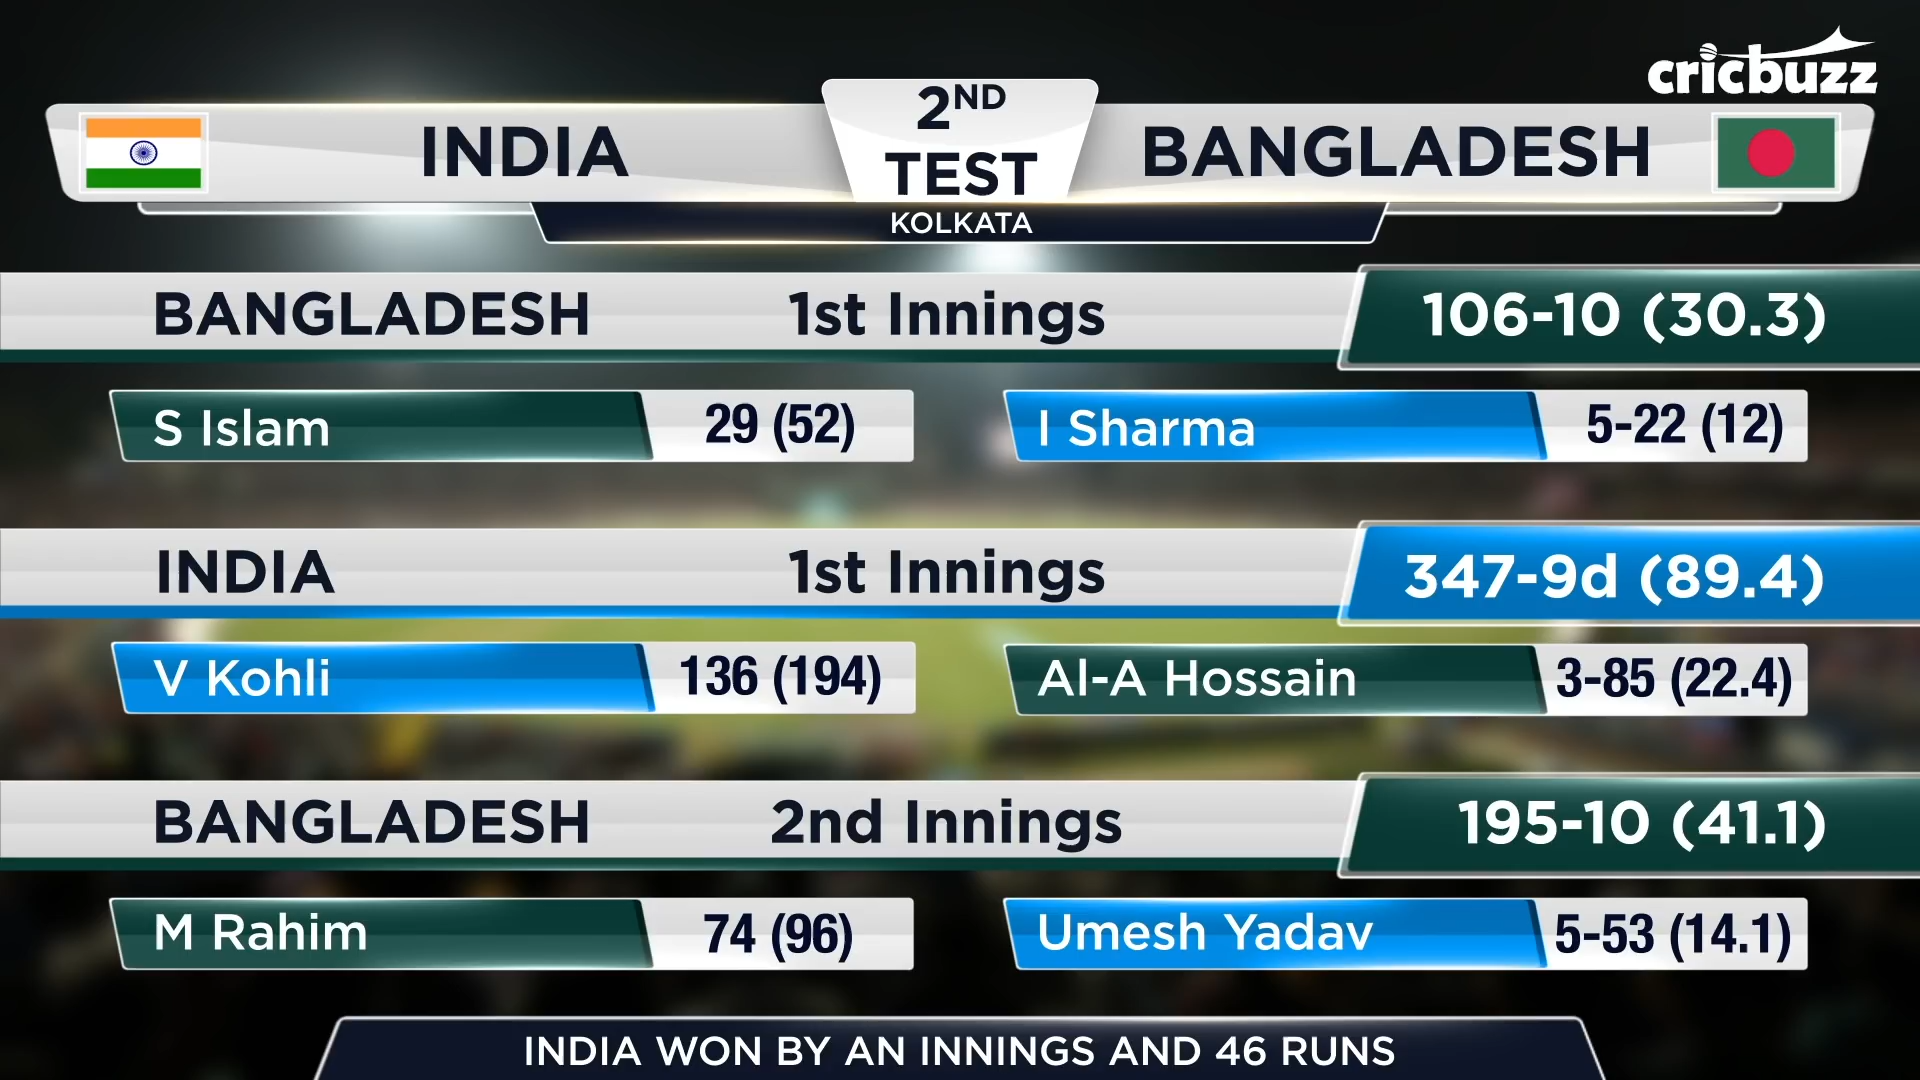 cricbuzz
INDIA
2ND
TEST
BANGLADESH
KOLKATA
BANGLADESH 1st Innings 106-10 (30.3)
S Islam 29 (52) I Sharma 5-22 (12)
INDIA 1st Innings 347-9d (89.4)
V Kohli 136 (194) Al-A Hossain 3-85 (22.4)
BANGLADESH 2nd Innings 195-10 (41.1)
M Rahim 74 (96) Umesh Yadav 5-53 (14.1)
INDIA WON BY AN INNINGS AND 46 RUNS